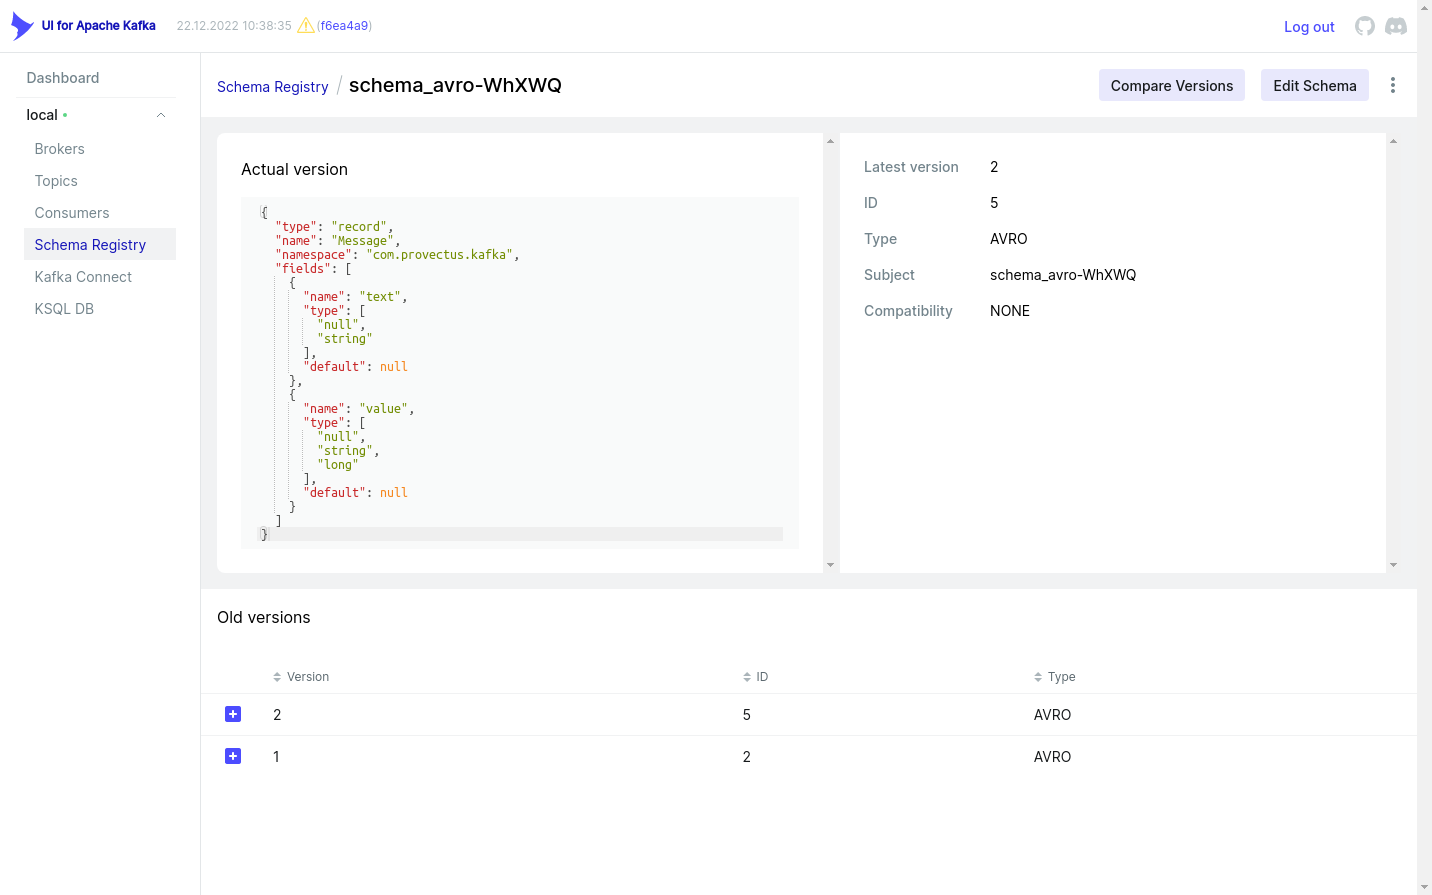 UI for Apache Kafka 22.12.2022 10:38:35 (f6ea4a9) Log out
Dashboard
local
Brokers
Topics
Consumers
Schema Registry
Kafka Connect
KSQL DB
Schema Registry / schema_avro-WhXWQ Compare Versions Edit Schema
Actual version
{
  "type": "record",
  "name": "Message",
  "namespace": "com.provectus.kafka",
  "fields": [
    {
      "name": "text",
      "type": [
        "null",
        "string"
      ],
      "default": null
    },
    {
      "name": "value",
      "type": [
        "null",
        "string",
        "long"
      ],
      "default": null
    }
  ]
}
Latest version 2
ID 5
Type AVRO
Subject schema_avro-WhXWQ
Compatibility NONE
Old versions
Version ID Type
2 5 AVRO
1 2 AVRO